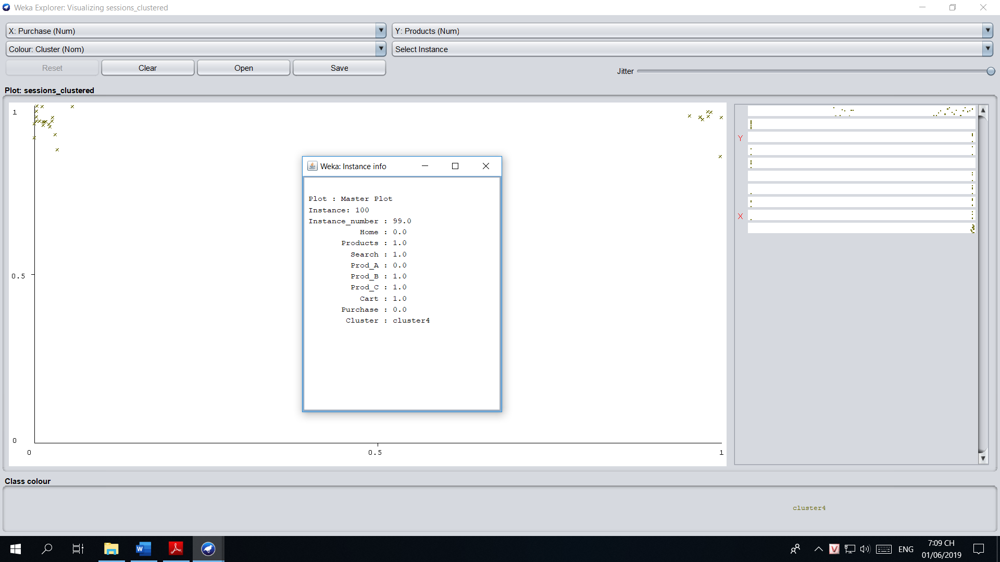 Weka Explorer: Visualizing sessions_clustered
X: Purchase (Num)
Y: Products (Num)
Colour: Cluster (Nom)
Select Instance
Reset
Clear
Open
Save
Jitter
Plot: sessions_clustered
1
0.5
0
0
0.5
1
Y
X
Weka: Instance info
Plot : Master Plot
Instance: 100
Instance_number : 99.0
Home : 0.0
Products : 1.0
Search : 1.0
Prod_A : 0.0
Prod_B : 1.0
Prod_C : 1.0
Cart : 1.0
Purchase : 0.0
Cluster : cluster4
Class colour
cluster4
ENG
7:09 CH
01/06/2019